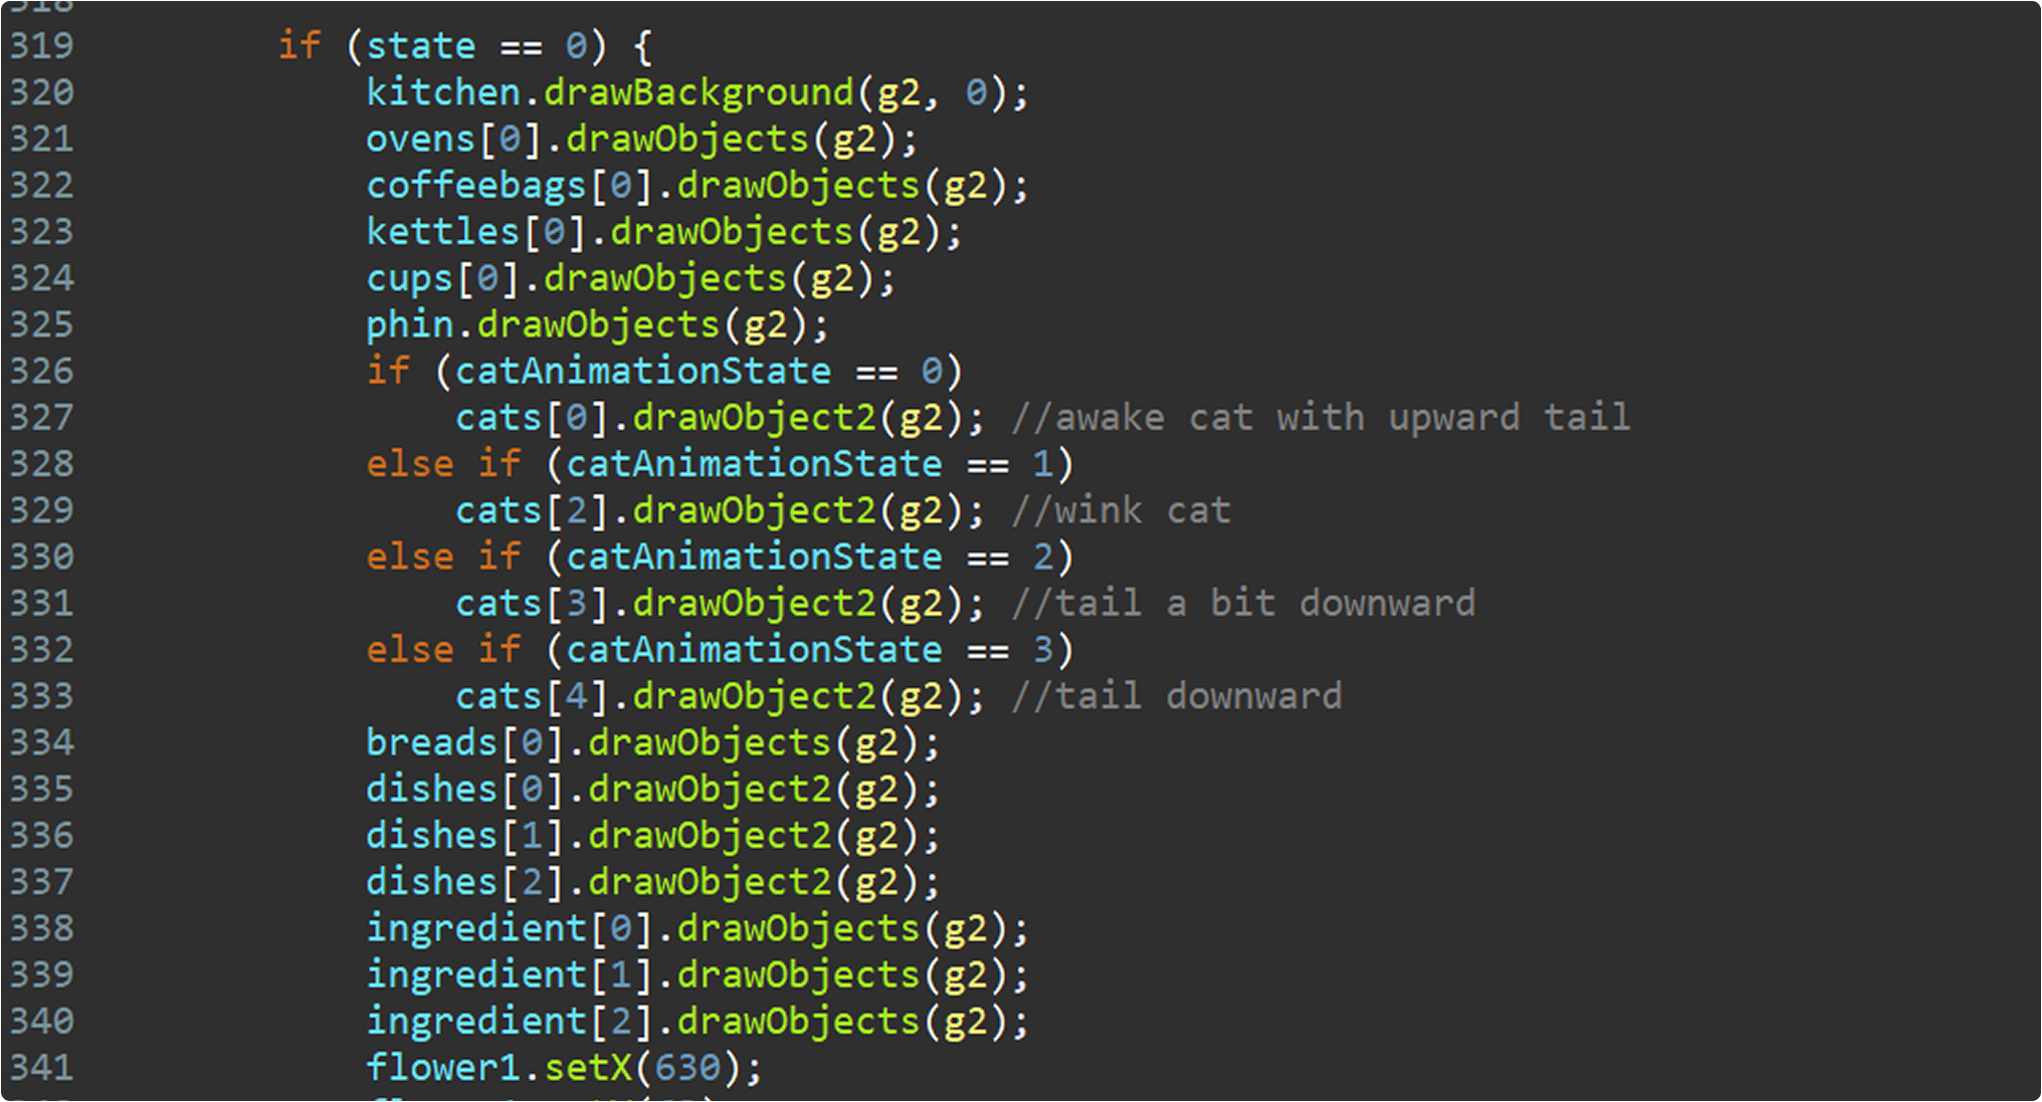 319 if (state == 0) {
320 kitchen.drawBackground(g2, 0);
321 ovens[0].drawObjects(g2);
322 coffeebags[0].drawObjects(g2);
323 kettles[0].drawObjects(g2);
324 cups[0].drawObjects(g2);
325 phin.drawObjects(g2);
326 if (catAnimationState == 0)
327 cats[0].drawObject2(g2); //awake cat with upward tail
328 else if (catAnimationState == 1)
329 cats[2].drawObject2(g2); //wink cat
330 else if (catAnimationState == 2)
331 cats[3].drawObject2(g2); //tail a bit downward
332 else if (catAnimationState == 3)
333 cats[4].drawObject2(g2); //tail downward
334 breads[0].drawObjects(g2);
335 dishes[0].drawObject2(g2);
336 dishes[1].drawObject2(g2);
337 dishes[2].drawObject2(g2);
338 ingredient[0].drawObjects(g2);
339 ingredient[1].drawObjects(g2);
340 ingredient[2].drawObjects(g2);
341 flower1.setX(630);